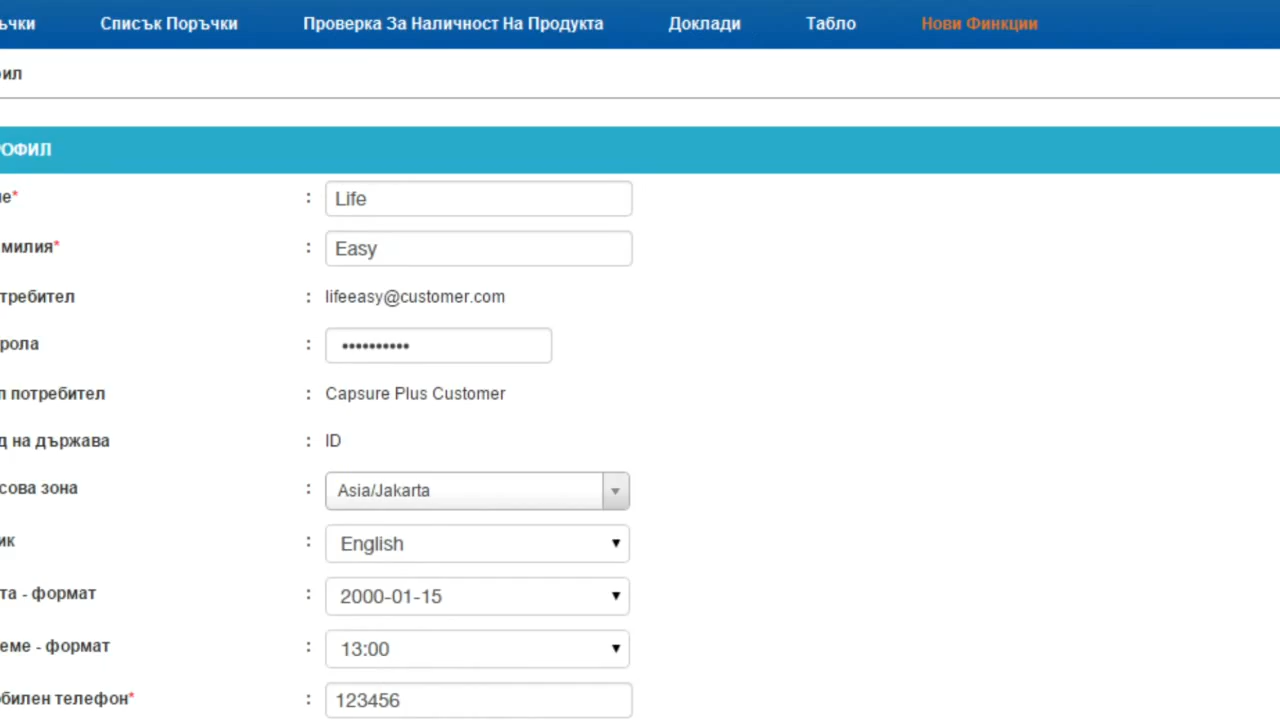 ъчки Списък Поръчки Проверка За Наличност На Продукта Доклади Табло Нови Финкции
ил
ОФИЛ
е* : Life
милия* : Easy
требител : lifeeasy@customer.com
рола : ••••••••••
п потребител : Capsure Plus Customer
д на държава : ID
сова зона : Asia/Jakarta
ик : English
та - формат : 2000-01-15
еме - формат : 13:00
билен телефон* : 123456